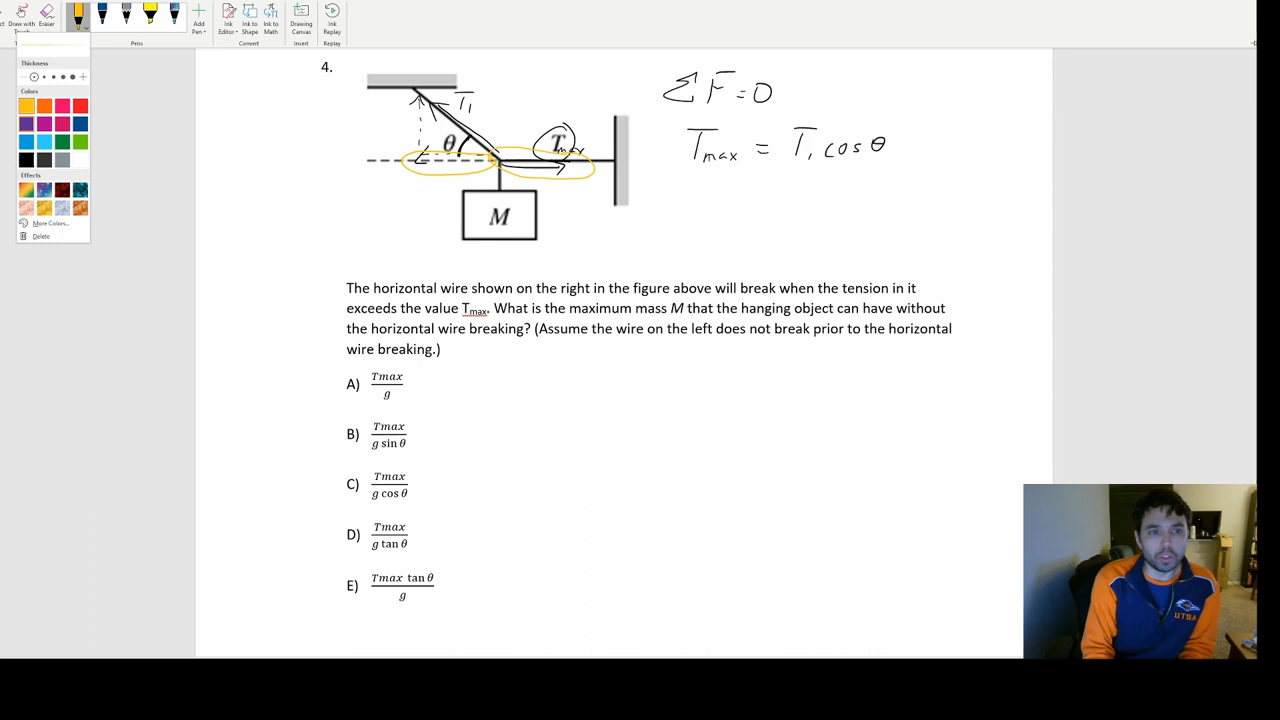 Draw with Touch
Eraser
Add Pen
Ink Editor
Ink to Shape
Ink to Math
Drawing Canvas
Ink Replay
Pens
Convert
Insert
Replay
Thickness
Colors
Effects
More Colors...
Delete
4.
T₁
θ
Tmax
M
ΣF = 0
Tmax = T₁ cos θ
The horizontal wire shown on the right in the figure above will break when the tension in it
exceeds the value Tmax. What is the maximum mass M that the hanging object can have without
the horizontal wire breaking? (Assume the wire on the left does not break prior to the horizontal
wire breaking.)
A) Tmax / g
B) Tmax / g sin θ
C) Tmax / g cos θ
D) Tmax / g tan θ
E) Tmax tan θ / g
UTSA